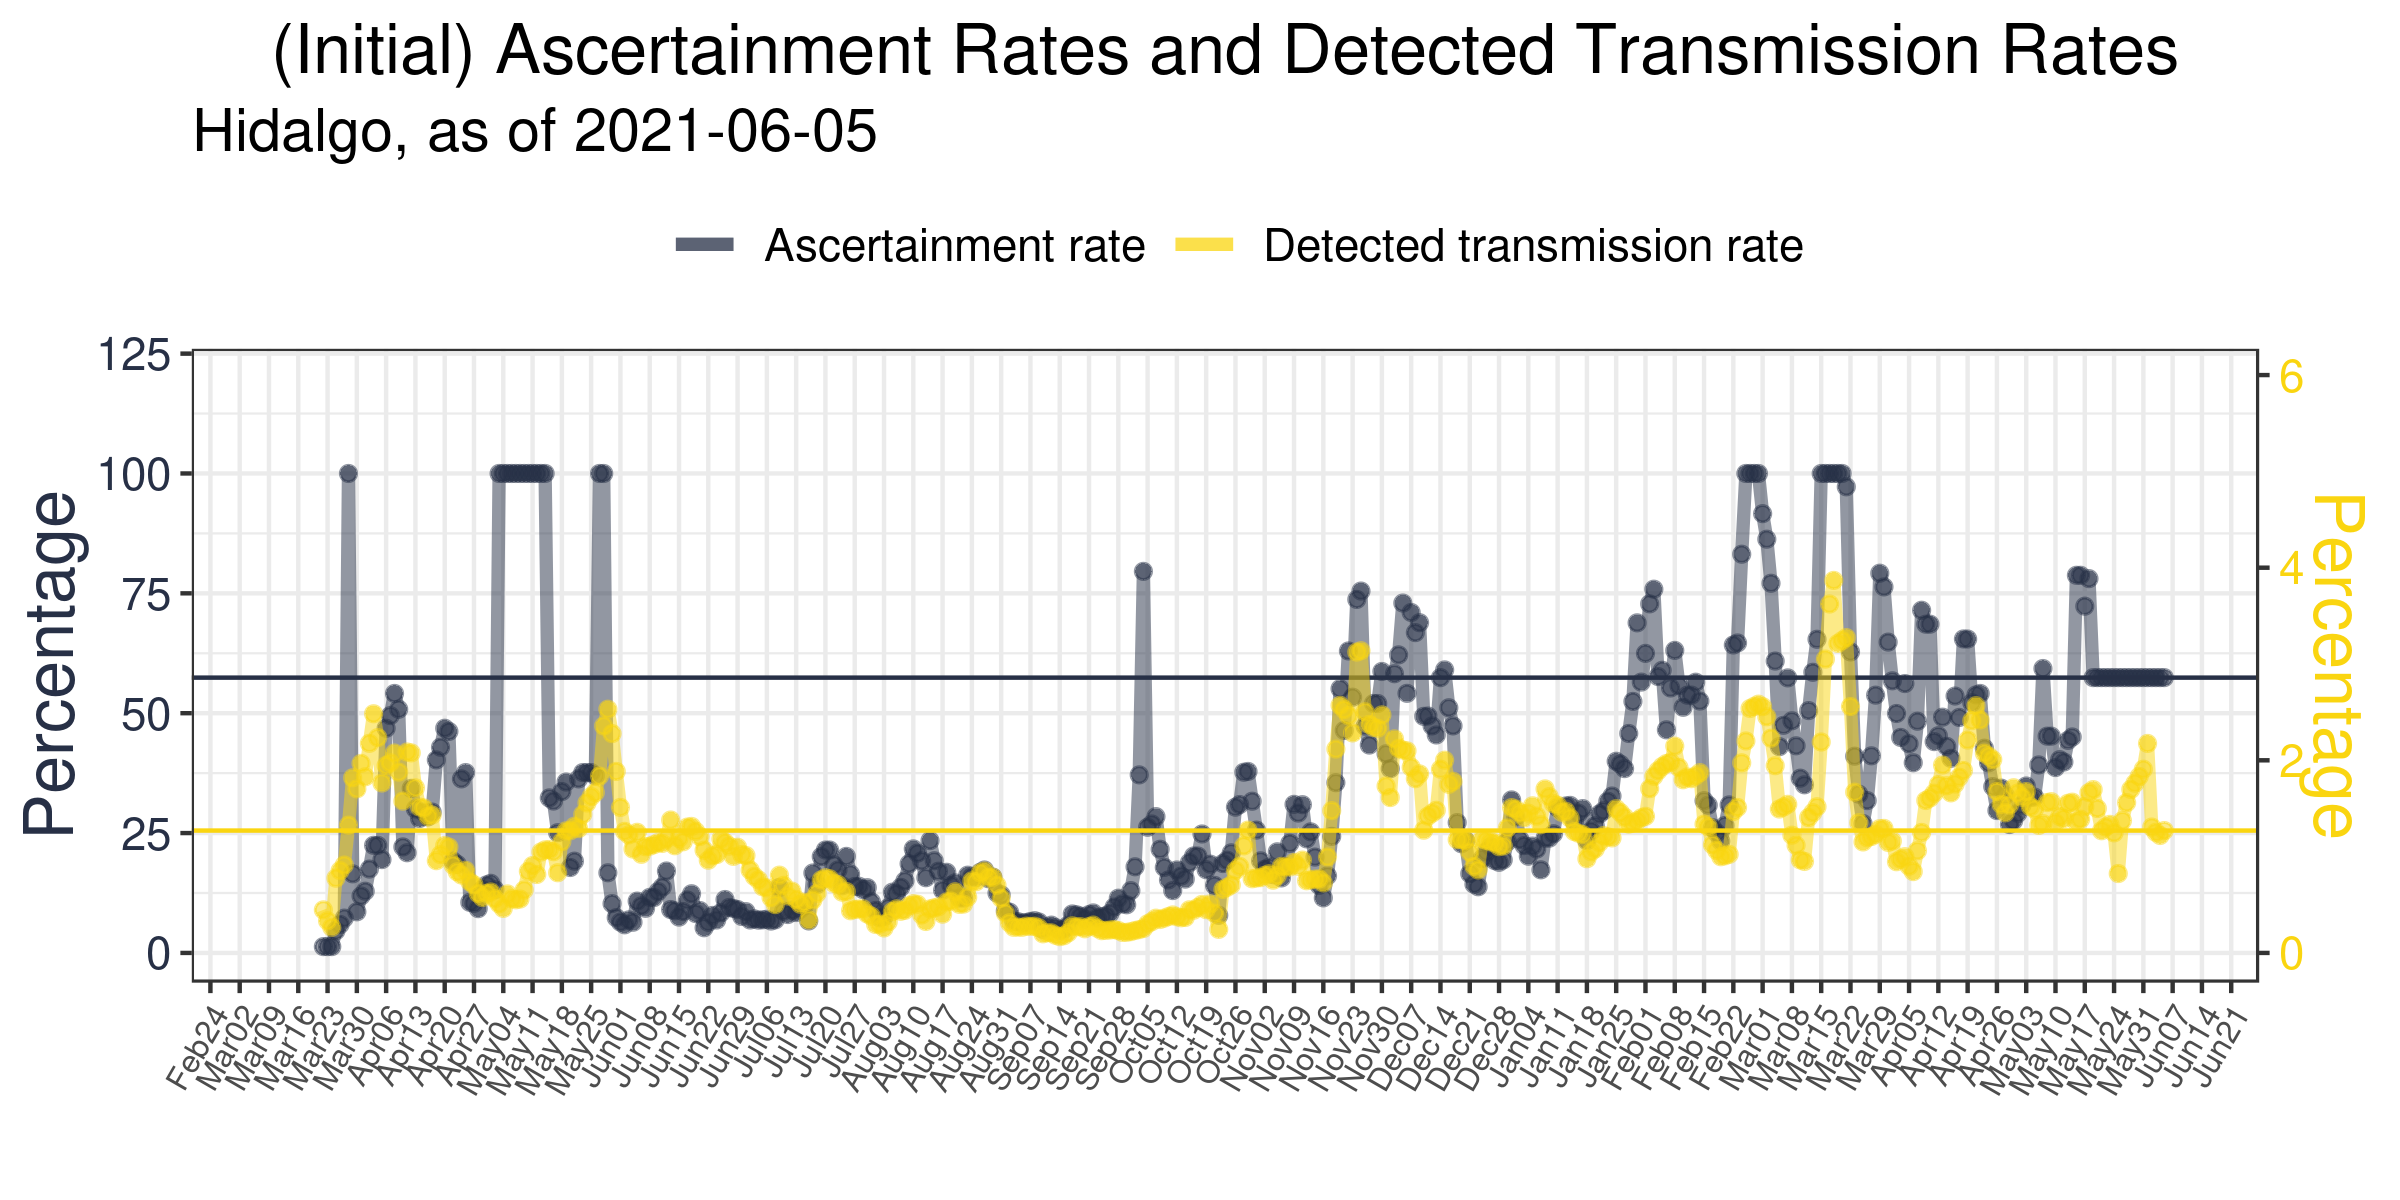 (Initial) Ascertainment Rates and Detected Transmission Rates
Hidalgo, as of 2021-06-05
Ascertainment rate
Detected transmission rate
Percentage
125
100
75
50
25
0
6
4
2
0
Percentage
Feb24
Mar02
Mar09
Mar16
Mar23
Mar30
Apr06
Apr13
Apr20
Apr27
May04
May11
May18
May25
Jun01
Jun08
Jun15
Jun22
Jun29
Jul06
Jul13
Jul20
Jul27
Aug03
Aug10
Aug17
Aug24
Aug31
Sep07
Sep14
Sep21
Sep28
Oct05
Oct12
Oct19
Oct26
Nov02
Nov09
Nov16
Nov23
Nov30
Dec07
Dec14
Dec21
Dec28
Jan04
Jan11
Jan18
Jan25
Feb01
Feb08
Feb15
Feb22
Mar01
Mar08
Mar15
Mar22
Mar29
Apr05
Apr12
Apr19
Apr26
May03
May10
May17
May24
May31
Jun07
Jun14
Jun21